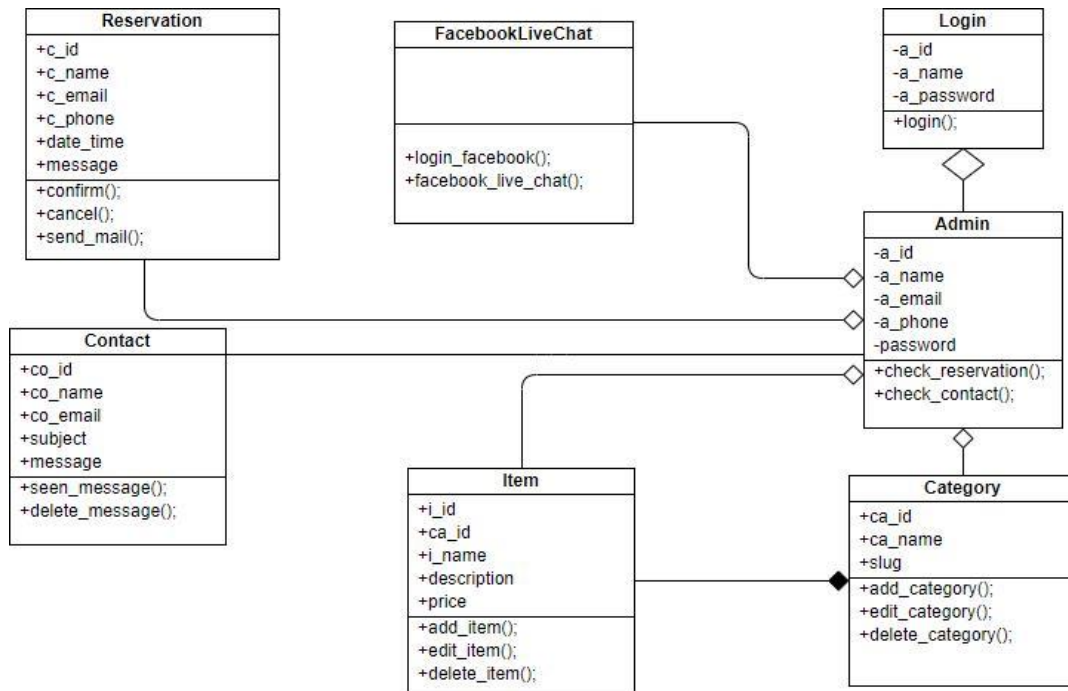 Reservation
+c_id
+c_name
+c_email
+c_phone
+date_time
+message
+confirm();
+cancel();
+send_mail();
FacebookLiveChat
+login_facebook();
+facebook_live_chat();
Login
-a_id
-a_name
-a_password
+login();
Admin
-a_id
-a_name
-a_email
-a_phone
-password
+check_reservation();
+check_contact();
Contact
+co_id
+co_name
+co_email
+subject
+message
+seen_message();
+delete_message();
Item
+i_id
+ca_id
+i_name
+description
+price
+add_item();
+edit_item();
+delete_item();
Category
+ca_id
+ca_name
+slug
+add_category();
+edit_category();
+delete_category();